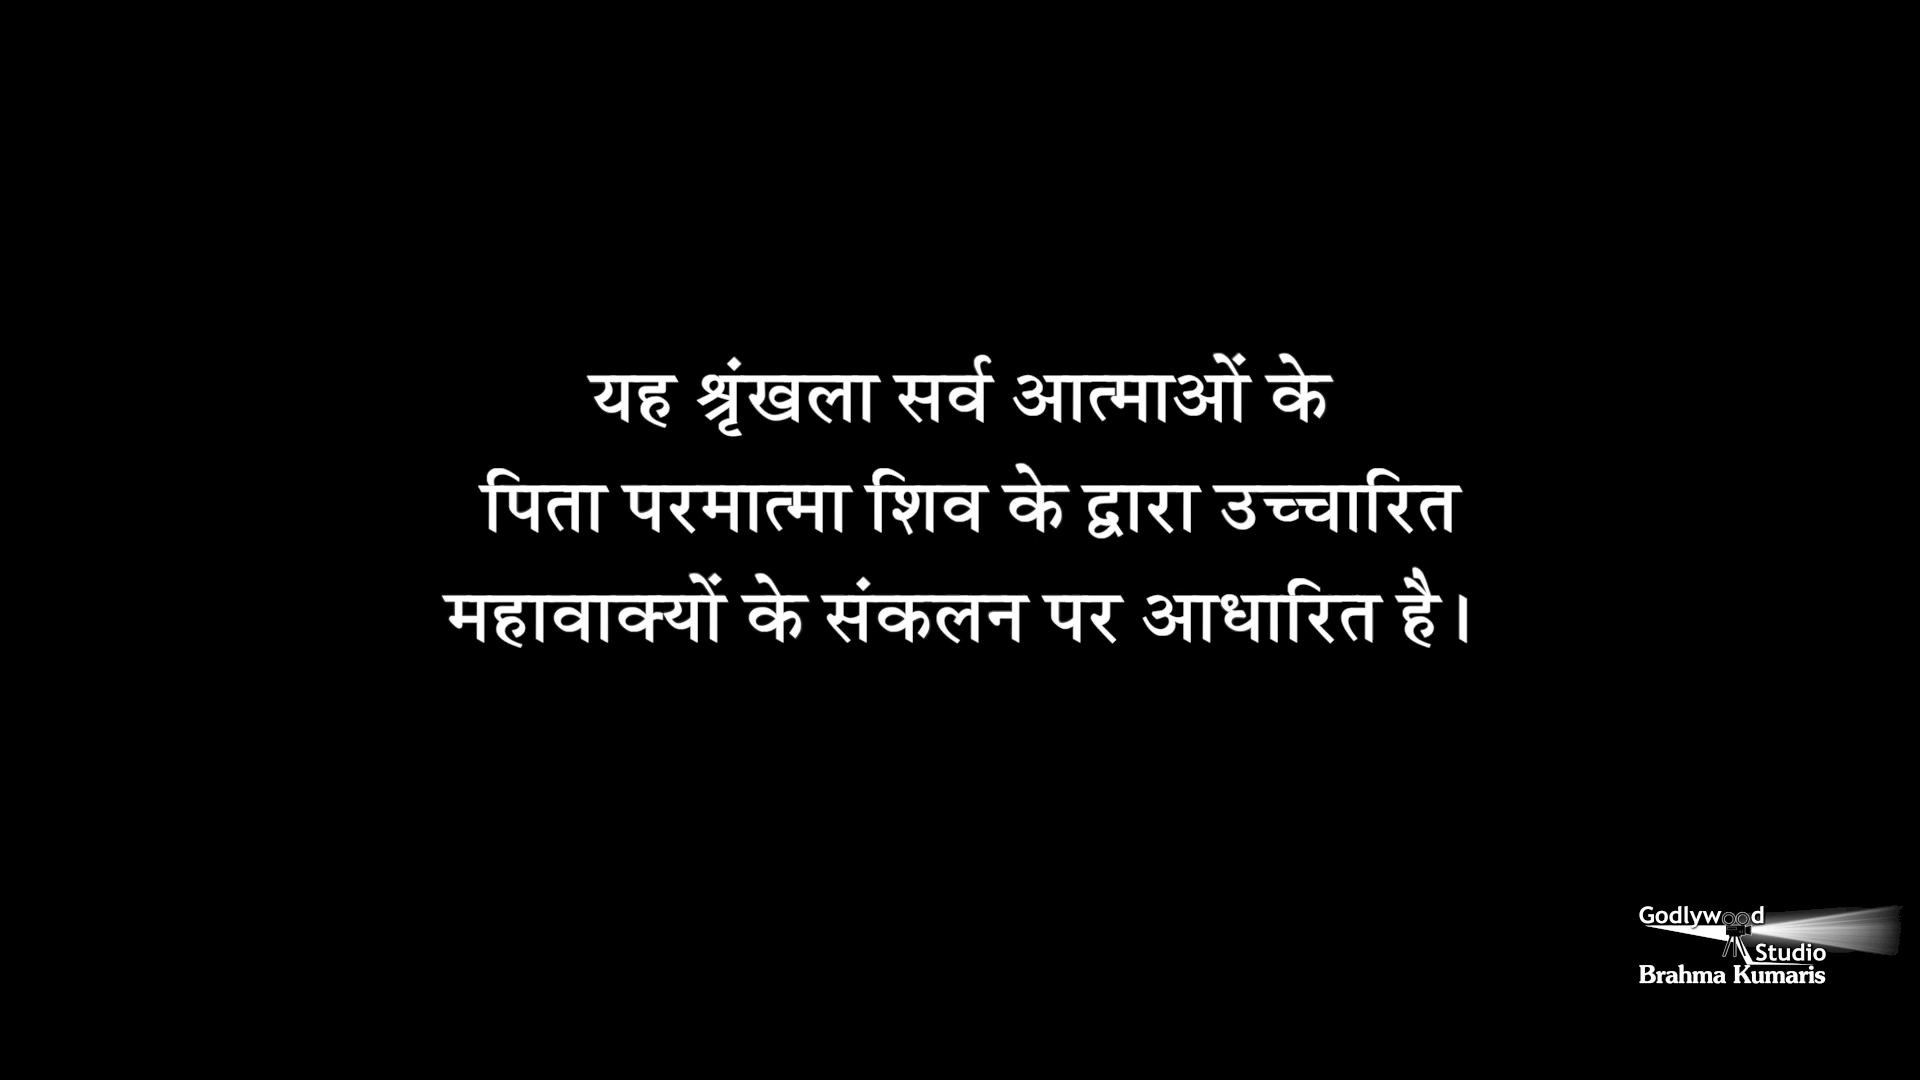 यह श्रृंखला सर्व आत्माओं के
पिता परमात्मा शिव के द्वारा उच्चारित
महावाक्यों के संकलन पर आधारित है।
Godlywood
Studio
Brahma Kumaris